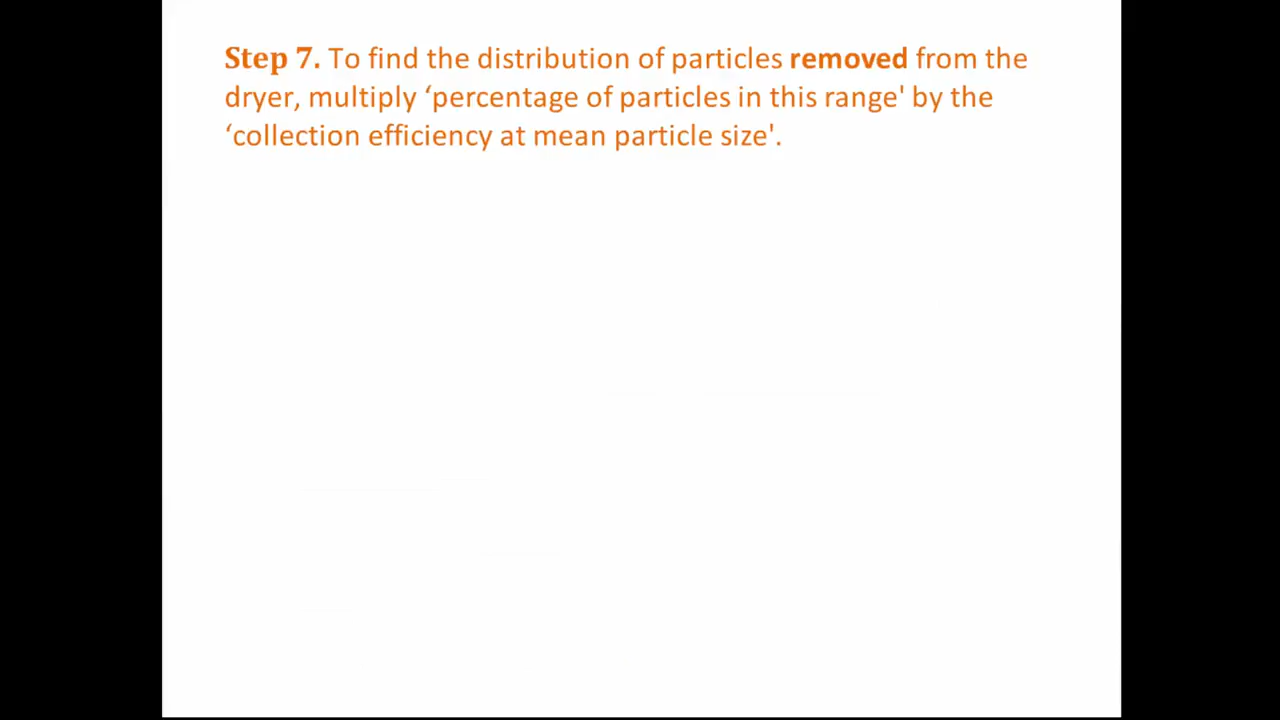 Step 7. To find the distribution of particles removed from the
dryer, multiply ‘percentage of particles in this range' by the
‘collection efficiency at mean particle size'.